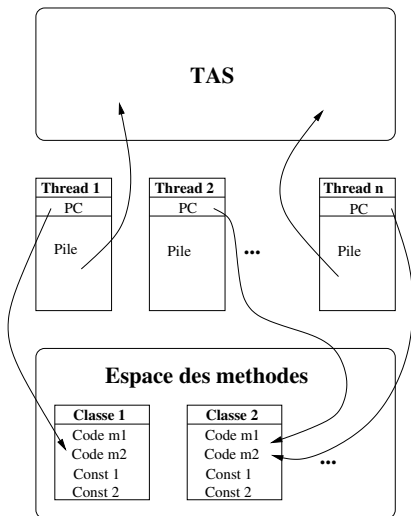 TAS
Thread 1
PC
Pile
Thread 2
PC
Pile
...
Thread n
PC
Pile
Espace des methodes
Classe 1
Code m1
Code m2
Const 1
Const 2
Classe 2
Code m1
Code m2
Const 1
Const 2
...